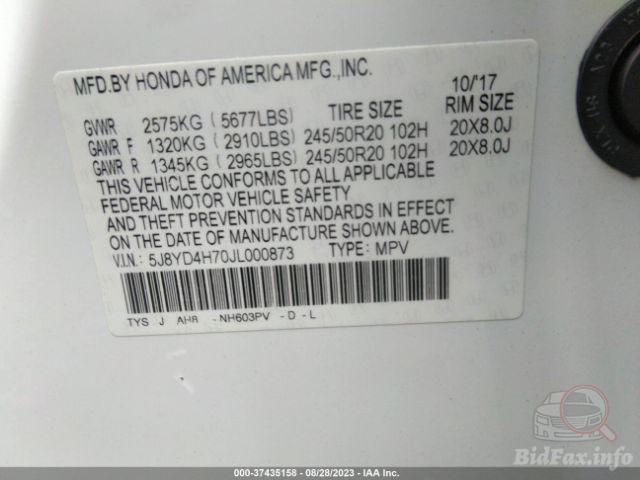 MFD.BY HONDA OF AMERICA MFG.,INC.
10/17
GVWR 2575KG ( 5677LBS) TIRE SIZE RIM SIZE
GAWR F 1320KG ( 2910LBS) 245/50R20 102H 20X8.0J
GAWR R 1345KG ( 2965LBS) 245/50R20 102H 20X8.0J
THIS VEHICLE CONFORMS TO ALL APPLICABLE
FEDERAL MOTOR VEHICLE SAFETY
AND THEFT PREVENTION STANDARDS IN EFFECT
ON THE DATE OF MANUFACTURE SHOWN ABOVE.
V.I.N.: 5J8YD4H70JL000873 TYPE: MPV
TYS J AHR - NH603PV - D - L
BidFax.info
000-37435158 - 08/28/2023 - IAA Inc.